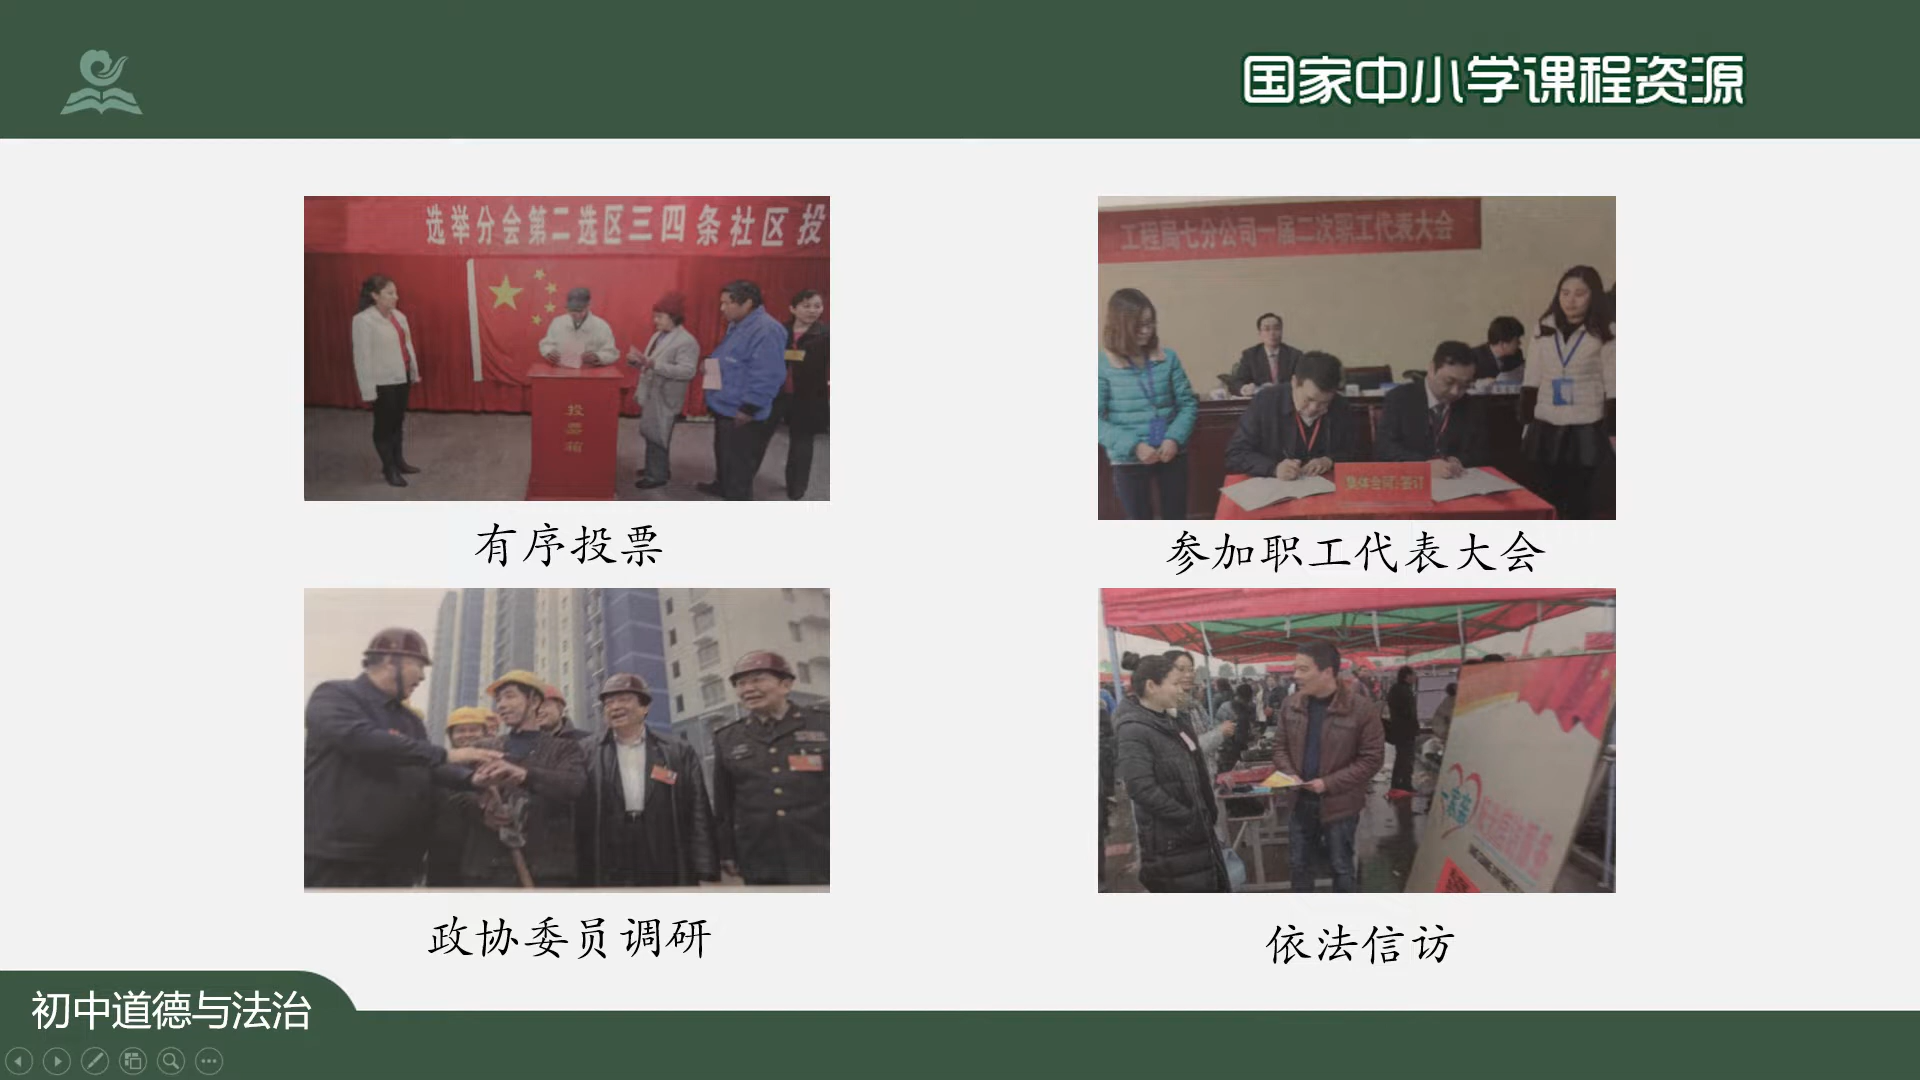 国家中小学课程资源
选举分会第二选区三四条社区投
投票箱
工程局七分公司一届二次职工代表大会
集体合同签订
有序投票
参加职工代表大会
政协委员调研
依法信访
初中道德与法治